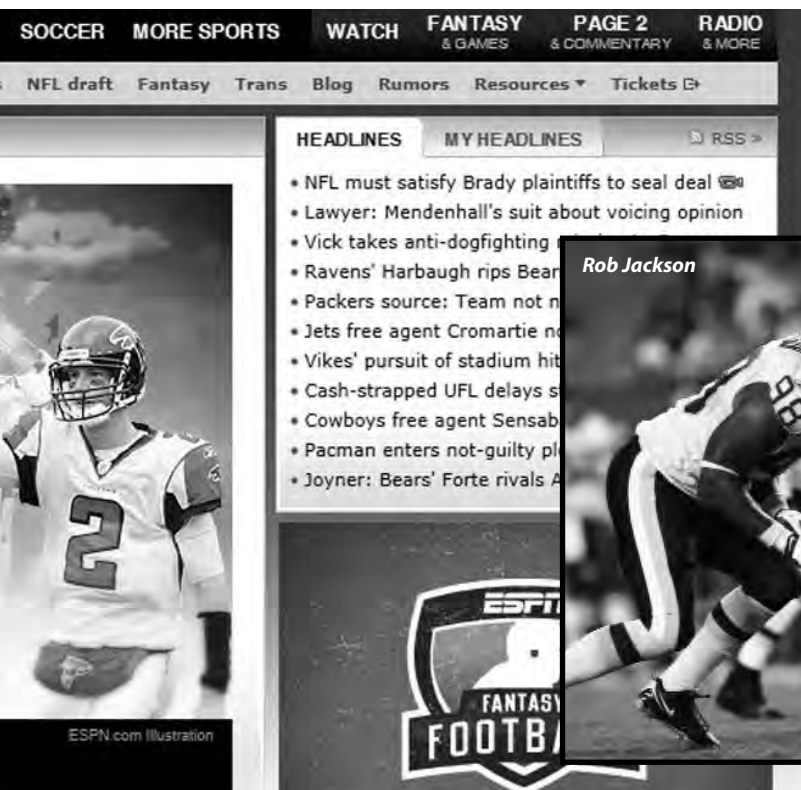 SOCCER MORE SPORTS WATCH FANTASY & GAMES PAGE 2 & COMMENTARY RADIO & MORE
NFL draft Fantasy Trans Blog Rumors Resources Tickets
HEADLINES MY HEADLINES RSS »
• NFL must satisfy Brady plaintiffs to seal deal
• Lawyer: Mendenhall's suit about voicing opinion
• Vick takes anti-dogfighting
• Ravens' Harbaugh rips Bear
• Packers source: Team not n
• Jets free agent Cromartie no
• Vikes' pursuit of stadium hit
• Cash-strapped UFL delays s
• Cowboys free agent Sensab
• Pacman enters not-guilty pl
• Joyner: Bears' Forte rivals A
Rob Jackson
98
2
ESPN
FANTASY
FOOTBA
ESPN.com Illustration